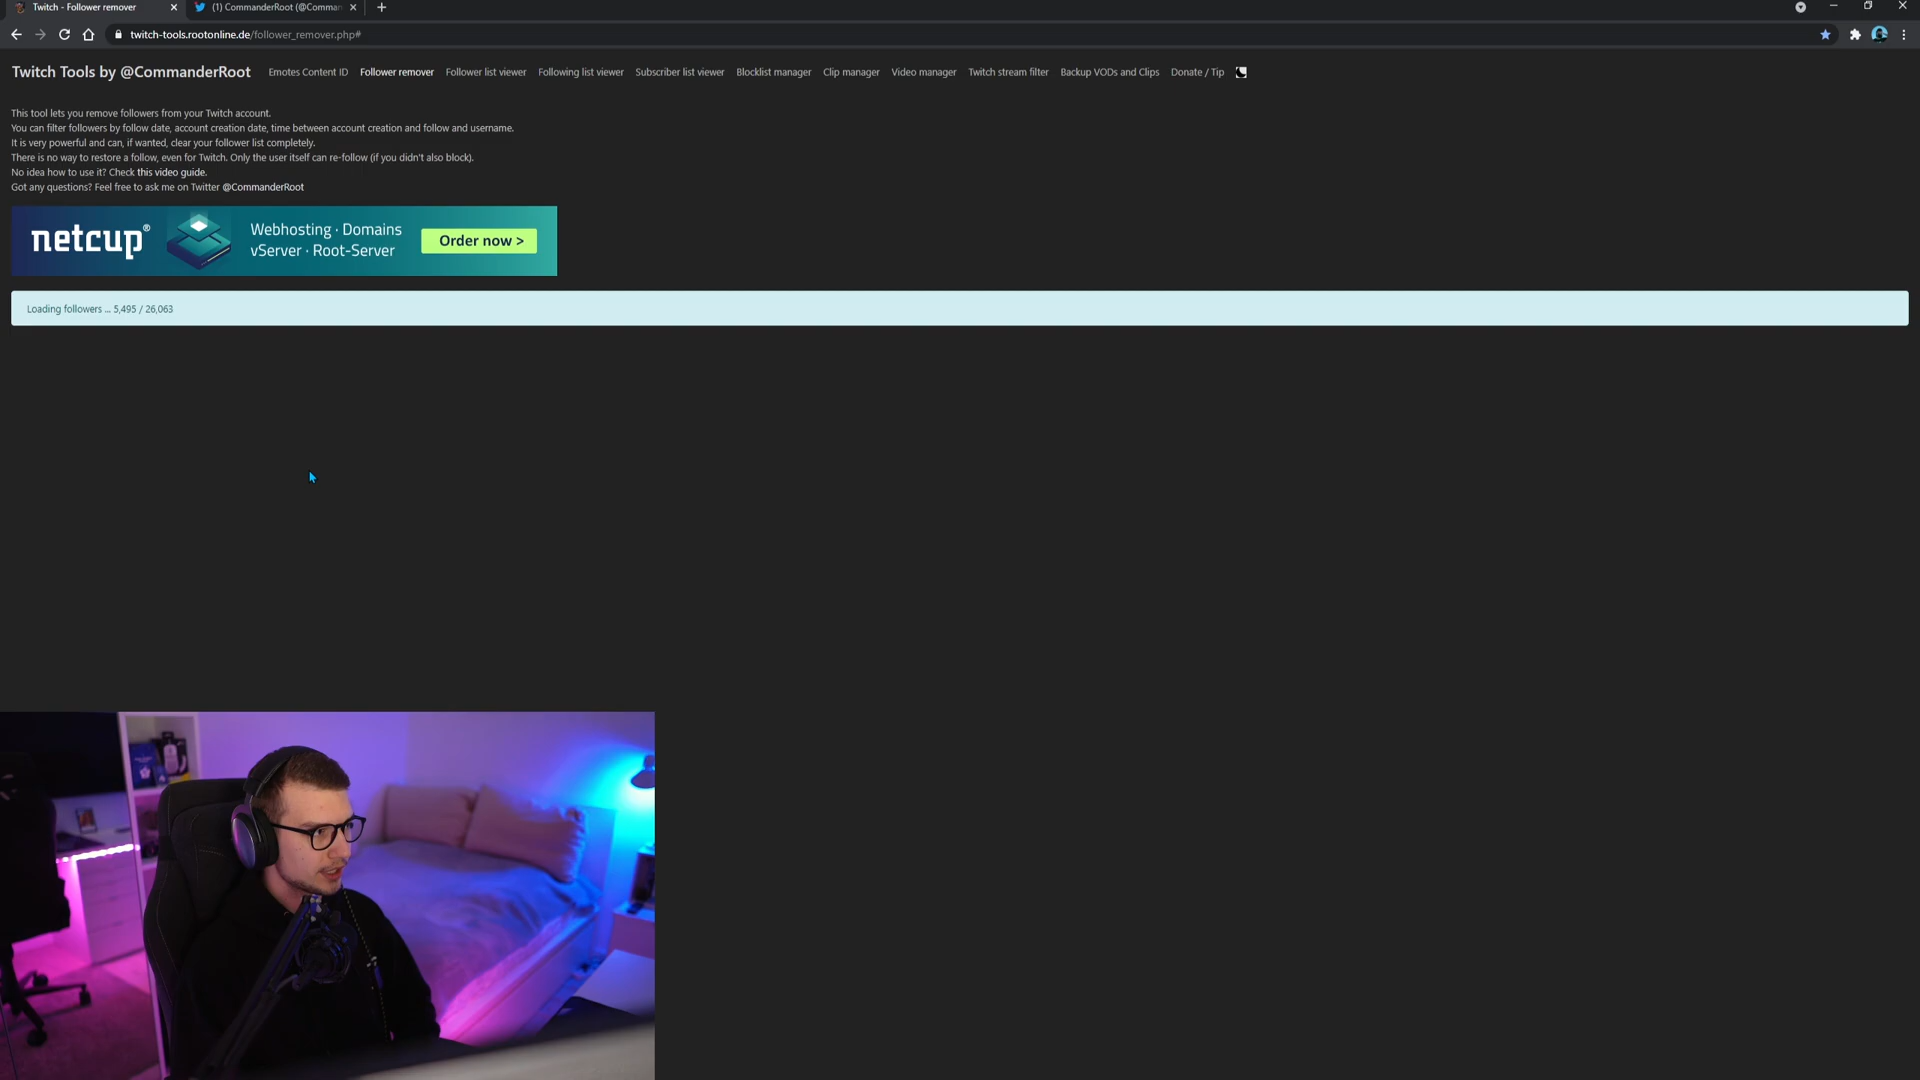 Twitch - Follower remover
(1) CommanderRoot (@Comman
twitch-tools.rootonline.de/follower_remover.php#
Twitch Tools by @CommanderRoot Emotes Content ID Follower remover Follower list viewer Following list viewer Subscriber list viewer Blocklist manager Clip manager Video manager Twitch stream filter Backup VODs and Clips Donate / Tip
This tool lets you remove followers from your Twitch account.
You can filter followers by follow date, account creation date, time between account creation and follow and username.
It is very powerful and can, if wanted, clear your follower list completely.
There is no way to restore a follow, even for Twitch. Only the user itself can re-follow (if you didn't also block).
No idea how to use it? Check this video guide.
Got any questions? Feel free to ask me on Twitter @CommanderRoot
netcup®
Webhosting · Domains
vServer · Root-Server
Order now >
Loading followers ... 5,495 / 26,063